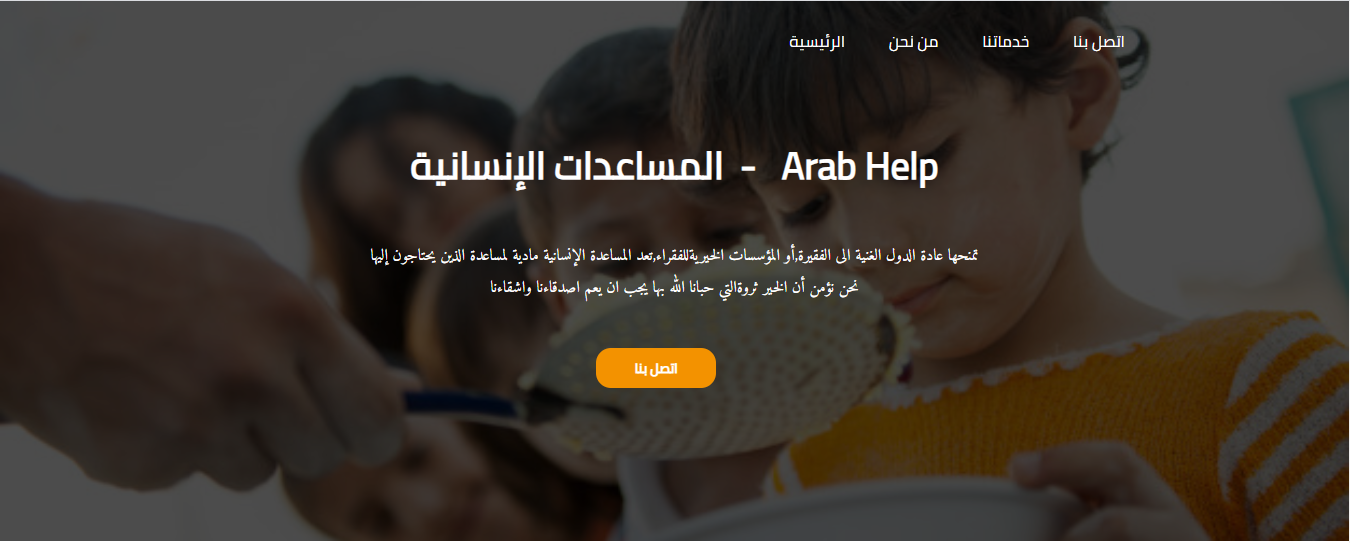 الرئيسية من نحن خدماتنا اتصل بنا
Arab Help - المساعدات الإنسانية
تمنحها عادة الدول الغنية الى الفقيرة,أو المؤسسات الخيريةللفقراء,تعد المساعدة الإنسانية مادية لمساعدة الذين يحتاجون إليها
نحن نؤمن أن الخير ثروةالتي حبانا الله بها يجب ان يعم اصدقاءنا واشقاءنا
اتصل بنا